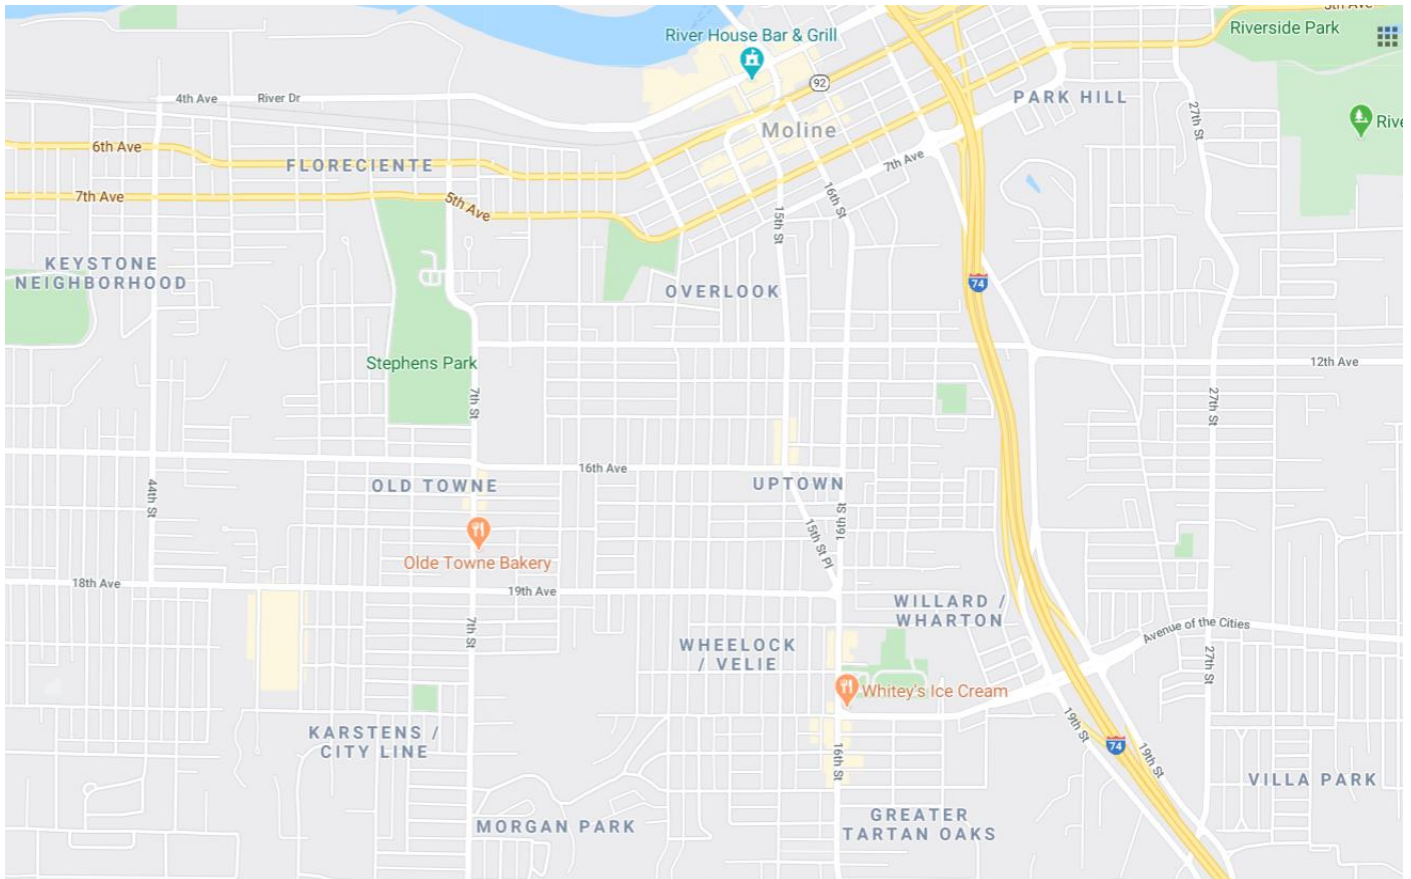 5th Ave
Riverside Park
River House Bar & Grill
92
4th Ave
River Dr
PARK HILL
27th St
Rive
Moline
6th Ave
FLORECIENTE
7th Ave
7th Ave
5th Ave
16th St
15th St
KEYSTONE
NEIGHBORHOOD
OVERLOOK
74
Stephens Park
12th Ave
7th St
27th St
16th Ave
OLD TOWNE
UPTOWN
44th St
16th St
15th St Pl
Olde Towne Bakery
18th Ave
19th Ave
WILLARD /
WHARTON
Avenue of the Cities
7th St
WHEELOCK
/ VELIE
27th St
Whitey's Ice Cream
KARSTENS /
CITY LINE
19th St
74
16th St
19th St
VILLA PARK
MORGAN PARK
GREATER
TARTAN OAKS